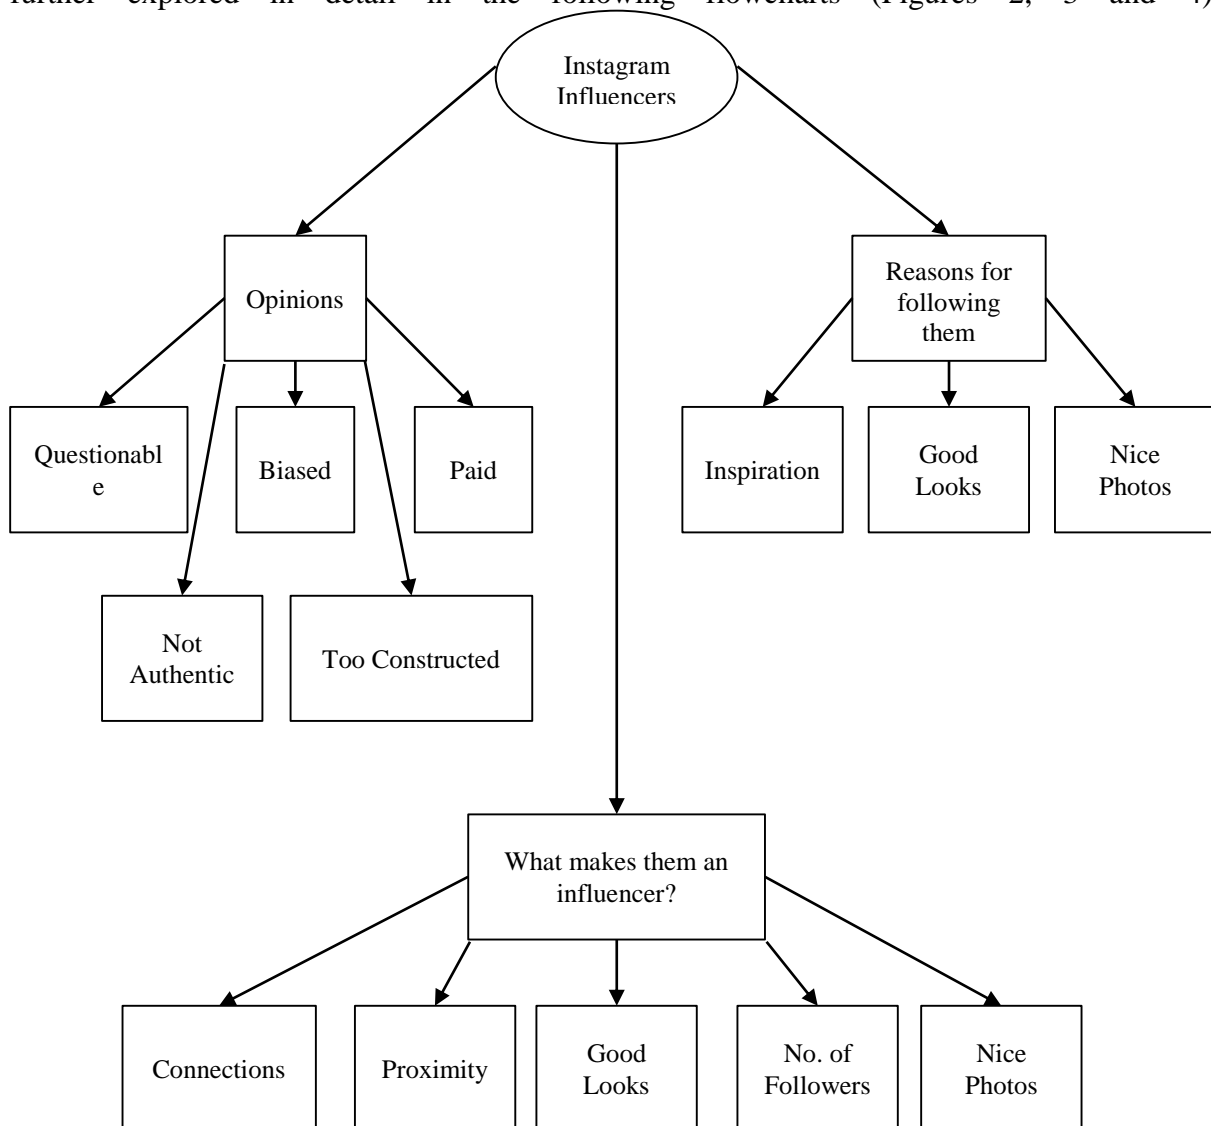 further explored in detail in the following flowcharts (Figures 2, 3 and 4)
Instagram
Influencers
Opinions
Reasons for
following
them
Questionabl
e
Biased
Paid
Inspiration
Good
Looks
Nice
Photos
Not
Authentic
Too Constructed
What makes them an
influencer?
Connections
Proximity
Good
Looks
No. of
Followers
Nice
Photos